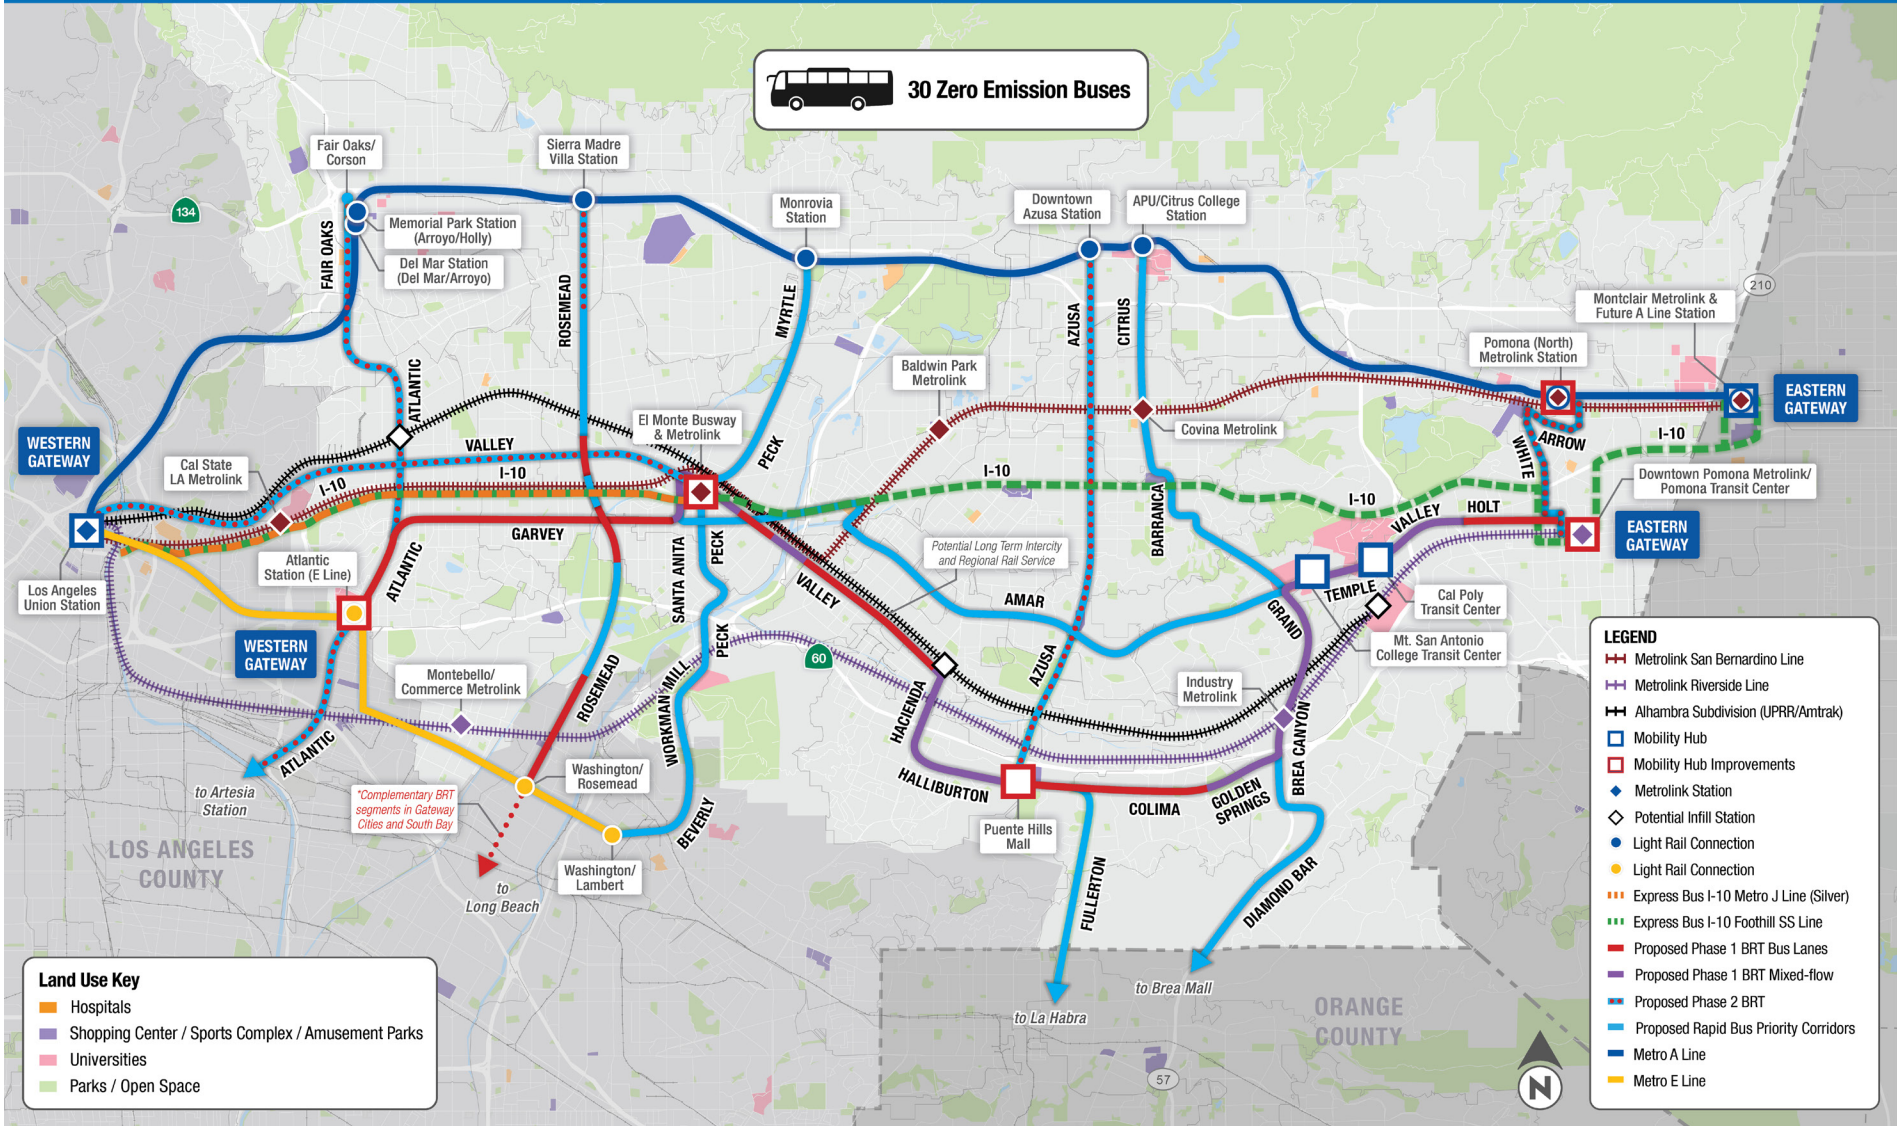 30 Zero Emission Buses
Fair Oaks/
Corson
Sierra Madre
Villa Station
134
Memorial Park Station
(Arroyo/Holly)
Del Mar Station
(Del Mar/Arroyo)
Monrovia
Station
Downtown
Azusa Station
APU/Citrus College
Station
FAIR OAKS
ROSEMEAD
MYRTLE
AZUSA
CITRUS
210
Montclair Metrolink &
Future A Line Station
Pomona (North)
Metrolink Station
Baldwin Park
Metrolink
ATLANTIC
EASTERN
GATEWAY
El Monte Busway
& Metrolink
Covina Metrolink
WESTERN
GATEWAY
VALLEY
PECK
ARROW
WHITE
I-10
Cal State
LA Metrolink
I-10
I-10
I-10
I-10
Downtown Pomona Metrolink/
Pomona Transit Center
VALLEY
HOLT
GARVEY
BARRANCA
EASTERN
GATEWAY
Los Angeles
Union Station
Atlantic
Station (E Line)
ATLANTIC
SANTA ANITA
PECK
Potential Long Term Intercity
and Regional Rail Service
VALLEY
AMAR
TEMPLE
GRAND
Cal Poly
Transit Center
Mt. San Antonio
College Transit Center
WESTERN
GATEWAY
PECK
60
AZUSA
Montebello/
Commerce Metrolink
ROSEMEAD
WORKMAN MILL
HACIENDA
Industry
Metrolink
BREA CANYON
ATLANTIC
to Artesia
Station
*Complementary BRT
segments in Gateway
Cities and South Bay
Washington/
Rosemead
BEVERLY
HALLIBURTON
COLIMA
GOLDEN
SPRINGS
Puente Hills
Mall
LOS ANGELES
COUNTY
Washington/
Lambert
to
Long Beach
FULLERTON
DIAMOND BAR
to Brea Mall
to La Habra
ORANGE
COUNTY
57
N
Land Use Key
Hospitals
Shopping Center / Sports Complex / Amusement Parks
Universities
Parks / Open Space
LEGEND
Metrolink San Bernardino Line
Metrolink Riverside Line
Alhambra Subdivision (UPRR/Amtrak)
Mobility Hub
Mobility Hub Improvements
Metrolink Station
Potential Infill Station
Light Rail Connection
Light Rail Connection
Express Bus I-10 Metro J Line (Silver)
Express Bus I-10 Foothill SS Line
Proposed Phase 1 BRT Bus Lanes
Proposed Phase 1 BRT Mixed-flow
Proposed Phase 2 BRT
Proposed Rapid Bus Priority Corridors
Metro A Line
Metro E Line